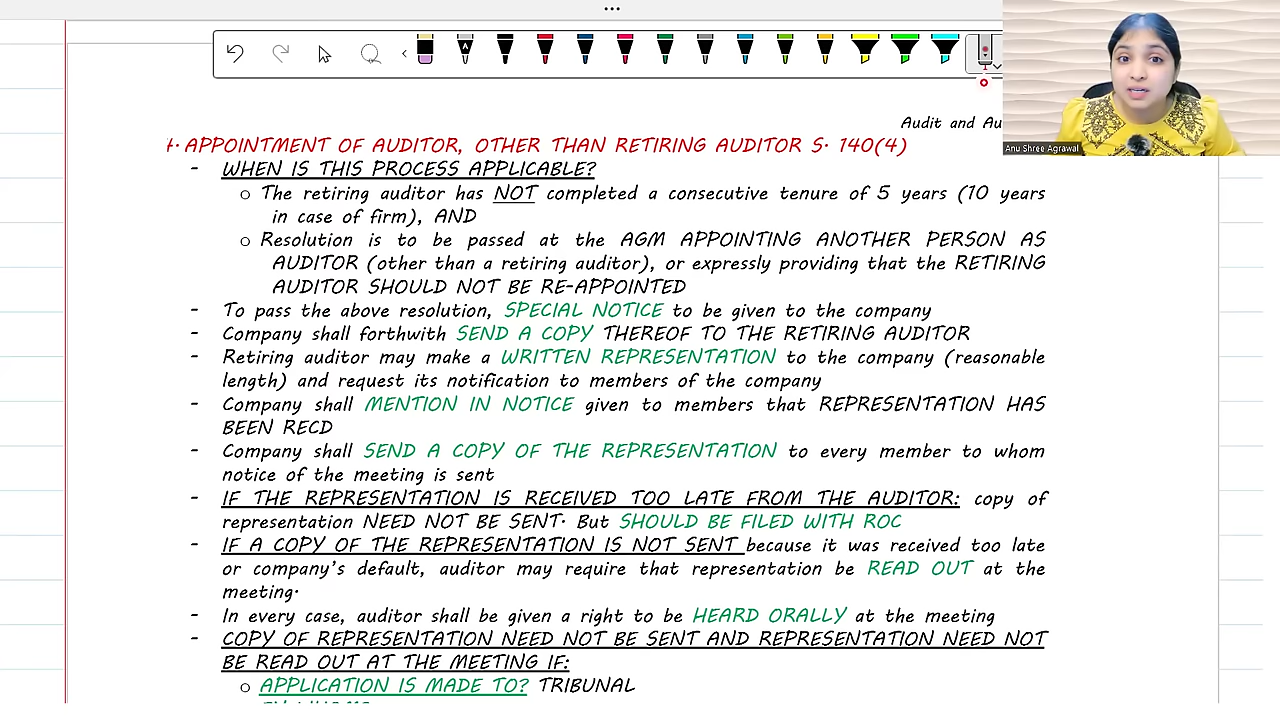 Audit and Au
4. APPOINTMENT OF AUDITOR, OTHER THAN RETIRING AUDITOR S. 140(4)
Anu Shree Agrawal
- WHEN IS THIS PROCESS APPLICABLE?
o The retiring auditor has NOT completed a consecutive tenure of 5 years (10 years
in case of firm), AND
o Resolution is to be passed at the AGM APPOINTING ANOTHER PERSON AS
AUDITOR (other than a retiring auditor), or expressly providing that the RETIRING
AUDITOR SHOULD NOT BE RE-APPOINTED
- To pass the above resolution, SPECIAL NOTICE to be given to the company
- Company shall forthwith SEND A COPY THEREOF TO THE RETIRING AUDITOR
- Retiring auditor may make a WRITTEN REPRESENTATION to the company (reasonable
length) and request its notification to members of the company
- Company shall MENTION IN NOTICE given to members that REPRESENTATION HAS
BEEN RECD
- Company shall SEND A COPY OF THE REPRESENTATION to every member to whom
notice of the meeting is sent
- IF THE REPRESENTATION IS RECEIVED TOO LATE FROM THE AUDITOR: copy of
representation NEED NOT BE SENT. But SHOULD BE FILED WITH ROC
- IF A COPY OF THE REPRESENTATION IS NOT SENT because it was received too late
or company's default, auditor may require that representation be READ OUT at the
meeting.
- In every case, auditor shall be given a right to be HEARD ORALLY at the meeting
- COPY OF REPRESENTATION NEED NOT BE SENT AND REPRESENTATION NEED NOT
BE READ OUT AT THE MEETING IF:
o APPLICATION IS MADE TO? TRIBUNAL